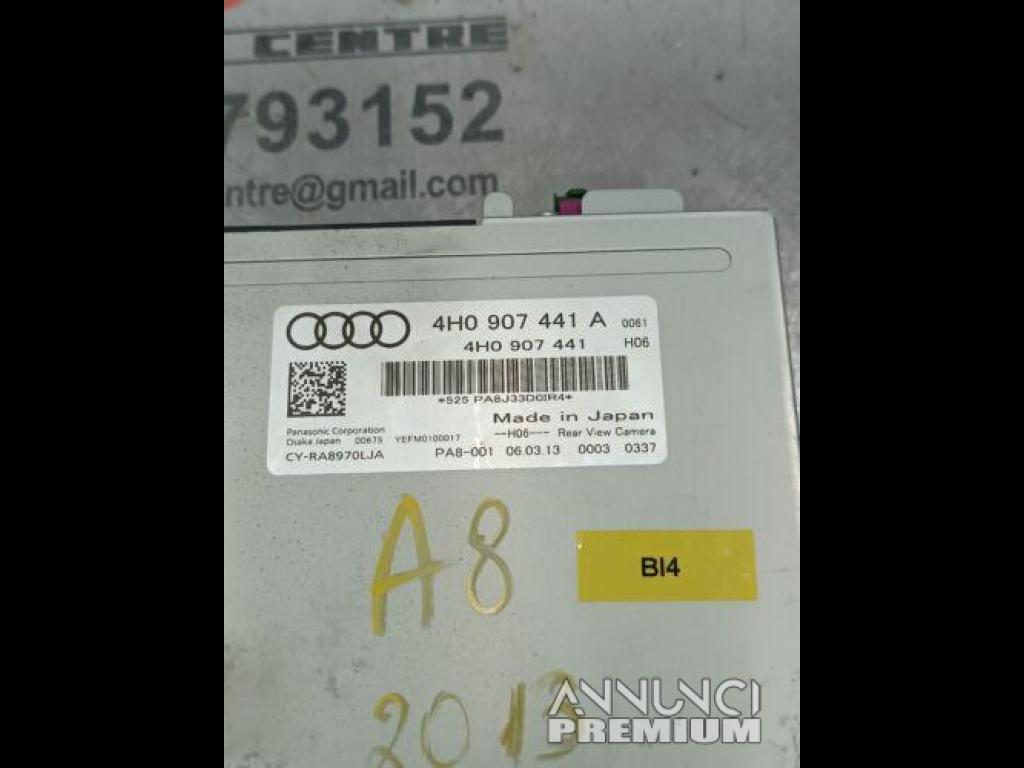 CENTRE
793152
entre@gmail.com
4H0 907 441 A 0061
4H0 907 441 H06
*525 PA8J33D0IR4*
Made in Japan
Panasonic Corporation
Osaka Japan 00675 YEFM0100017
--H06-- Rear View Camera
CY-RA8970LJA PA8-001 06.03.13 0003 0337
A8
BI4
2013
ANNUNCI
PREMIUM